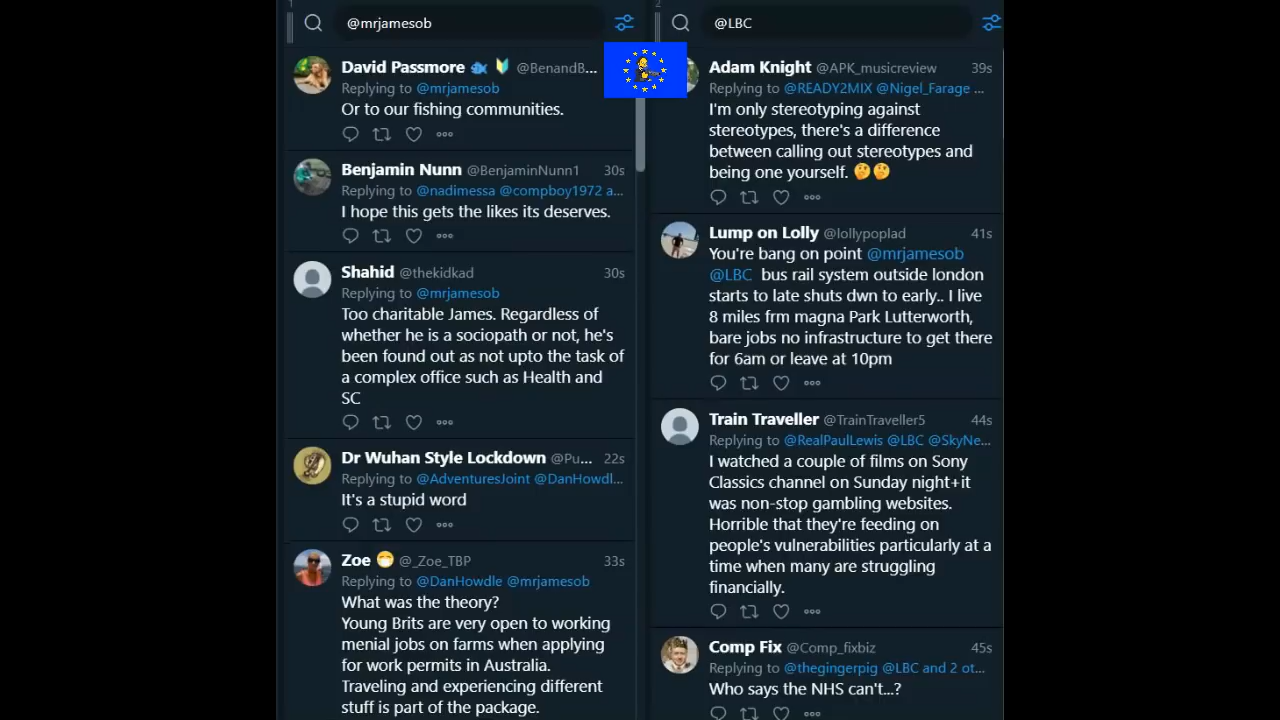 1
@mrjamesob
David Passmore @BenandB...
Replying to @mrjamesob
Or to our fishing communities.
Benjamin Nunn @BenjaminNunn1 30s
Replying to @nadimessa @compboy1972 a...
I hope this gets the likes its deserves.
Shahid @thekidkad 30s
Replying to @mrjamesob
Too charitable James. Regardless of
whether he is a sociopath or not, he's
been found out as not upto the task of
a complex office such as Health and
SC
Dr Wuhan Style Lockdown @Pu... 22s
Replying to @AdventuresJoint @DanHowdl...
It's a stupid word
Zoe 😷 @_Zoe_TBP 33s
Replying to @DanHowdle @mrjamesob
What was the theory?
Young Brits are very open to working
menial jobs on farms when applying
for work permits in Australia.
Traveling and experiencing different
stuff is part of the package.
2
@LBC
Adam Knight @APK_musicreview 39s
Replying to @READY2MIX @Nigel_Farage ...
I'm only stereotyping against
stereotypes, there's a difference
between calling out stereotypes and
being one yourself. 🤔🤔
Lump on Lolly @lollypoplad 41s
You're bang on point @mrjamesob
@LBC bus rail system outside london
starts to late shuts dwn to early.. I live
8 miles frm magna Park Lutterworth,
bare jobs no infrastructure to get there
for 6am or leave at 10pm
Train Traveller @TrainTraveller5 44s
Replying to @RealPaulLewis @LBC @SkyNe...
I watched a couple of films on Sony
Classics channel on Sunday night+it
was non-stop gambling websites.
Horrible that they're feeding on
people's vulnerabilities particularly at a
time when many are struggling
financially.
Comp Fix @Comp_fixbiz 45s
Replying to @thegingerpig @LBC and 2 ot...
Who says the NHS can't...?